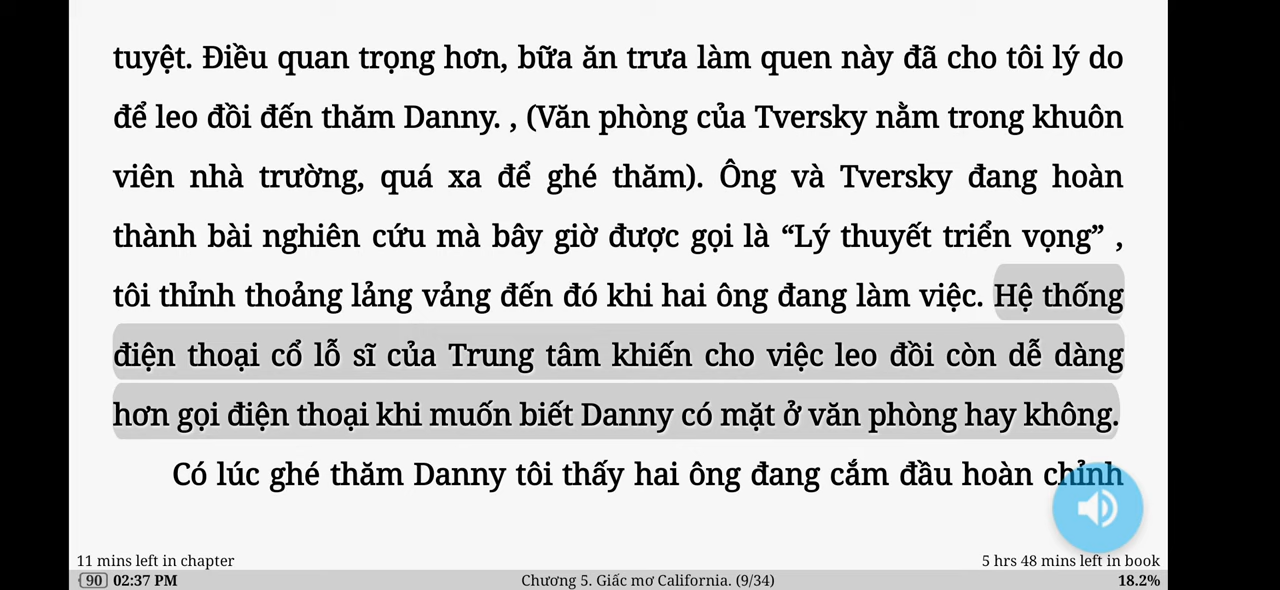 tuyệt. Điều quan trọng hơn, bữa ăn trưa làm quen này đã cho tôi lý do
để leo đồi đến thăm Danny. , (Văn phòng của Tversky nằm trong khuôn
viên nhà trường, quá xa để ghé thăm). Ông và Tversky đang hoàn
thành bài nghiên cứu mà bây giờ được gọi là “Lý thuyết triển vọng” ,
tôi thỉnh thoảng lảng vảng đến đó khi hai ông đang làm việc. Hệ thống
điện thoại cổ lỗ sĩ của Trung tâm khiến cho việc leo đồi còn dễ dàng
hơn gọi điện thoại khi muốn biết Danny có mặt ở văn phòng hay không.
Có lúc ghé thăm Danny tôi thấy hai ông đang cắm đầu hoàn chỉnh
11 mins left in chapter 5 hrs 48 mins left in book
90 02:37 PM Chương 5. Giấc mơ California. (9/34) 18.2%